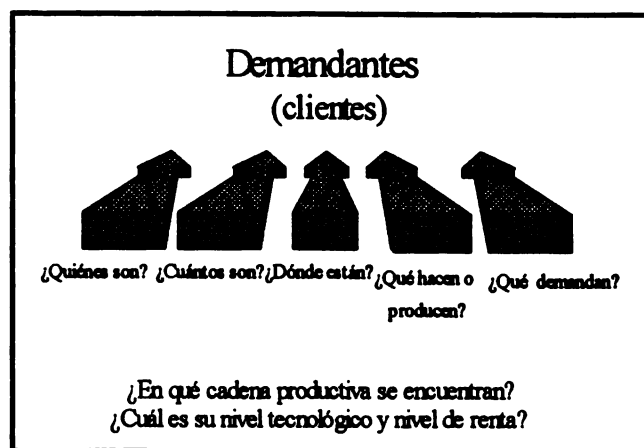 Demandantes
(clientes)
¿Quiénes son? ¿Cuántos son? ¿Dónde están? ¿Qué hacen o producen? ¿Qué demandan?
¿En qué cadena productiva se encuentran?
¿Cuál es su nivel tecnológico y nivel de renta?